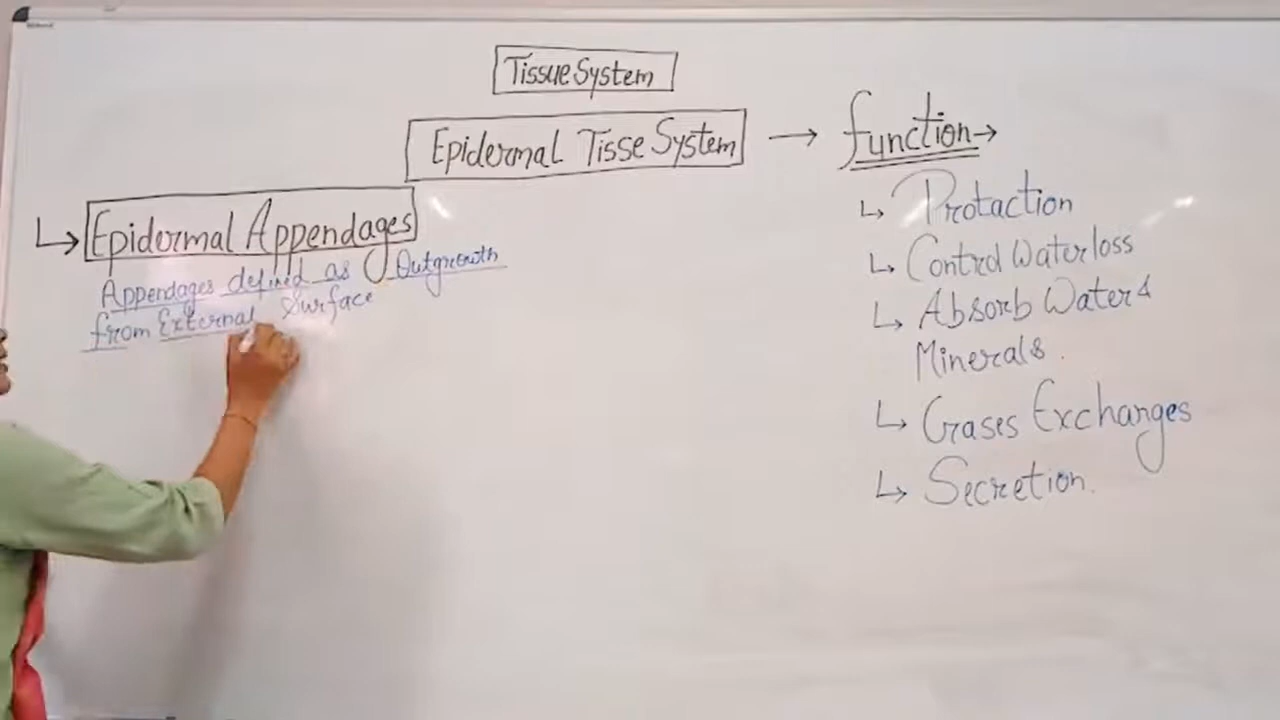 Tissue System
Epidermal Tisse System → function→
↳ Epidermal Appendages
Appendages defined as Outgrowth
from External Surface
↳ Protaction
↳ Control Waterloss
↳ Absorb Water &
Minerals.
↳ Gases Exchanges
↳ Secretion.